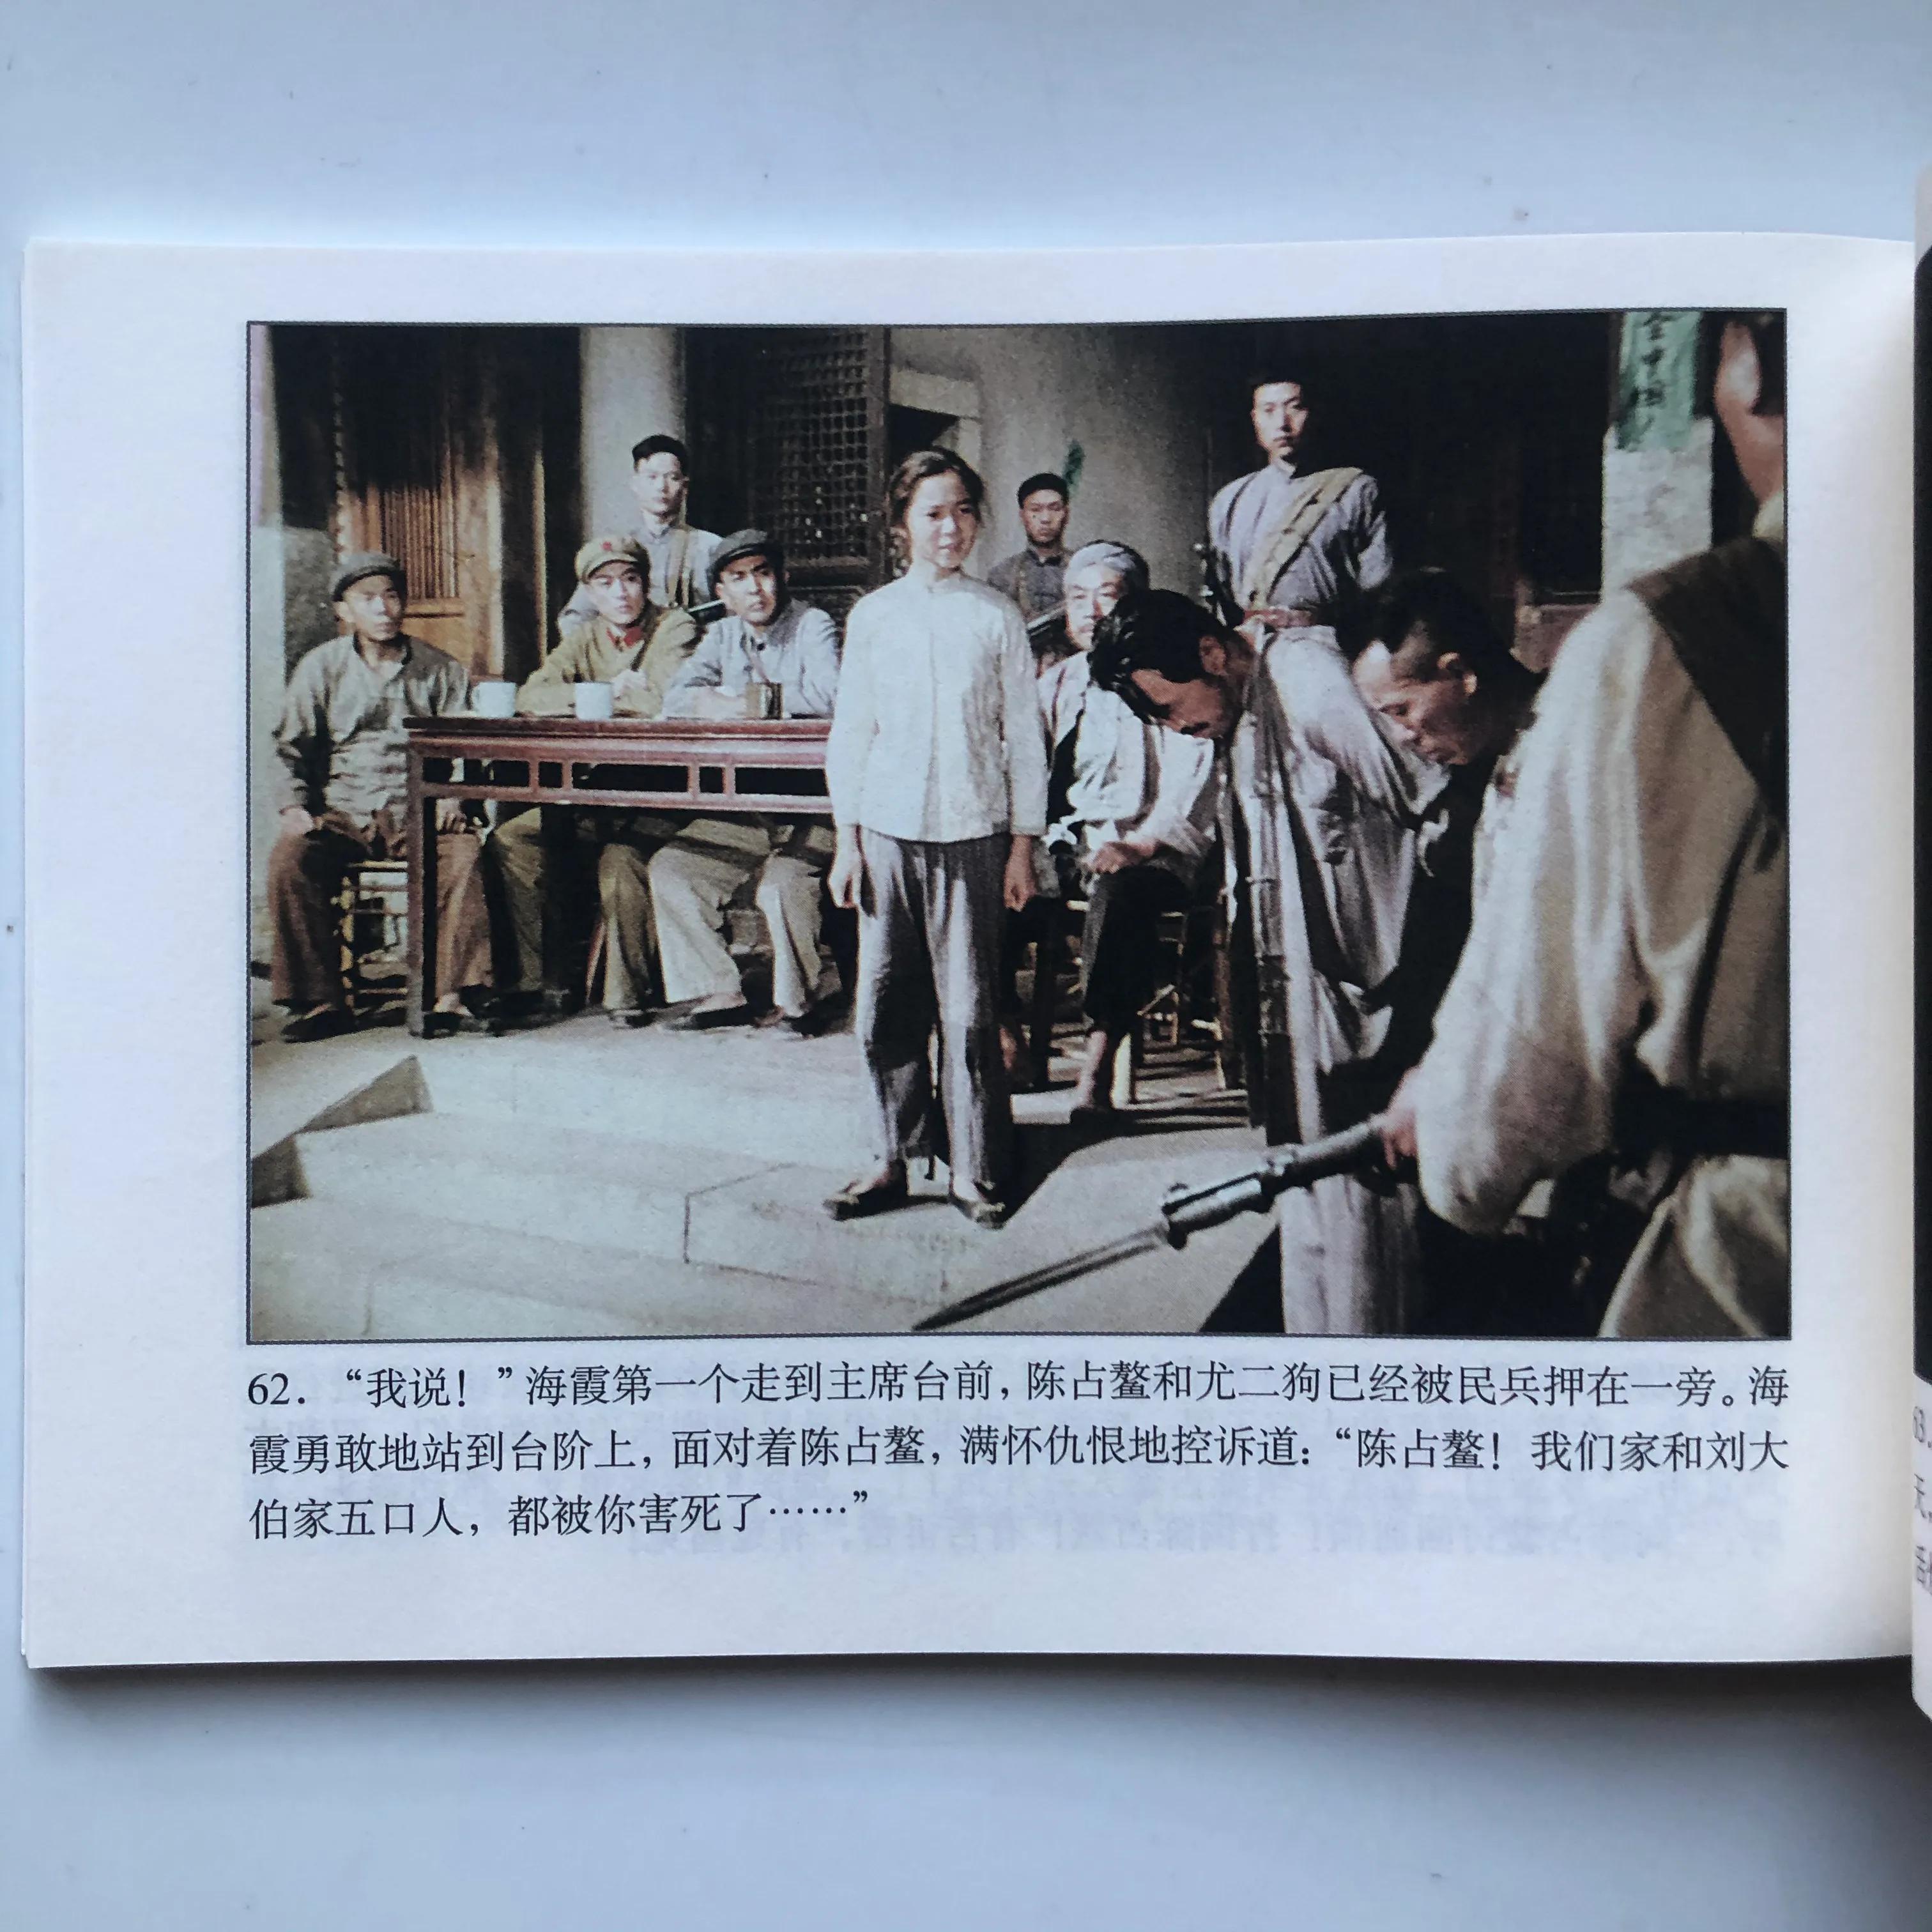 62. “我说！”海霞第一个走到主席台前，陈占鳌和尤二狗已经被民兵押在一旁。海
霞勇敢地站到台阶上，面对着陈占鳌，满怀仇恨地控诉道：“陈占鳌！我们家和刘大
伯家五口人，都被你害死了……”